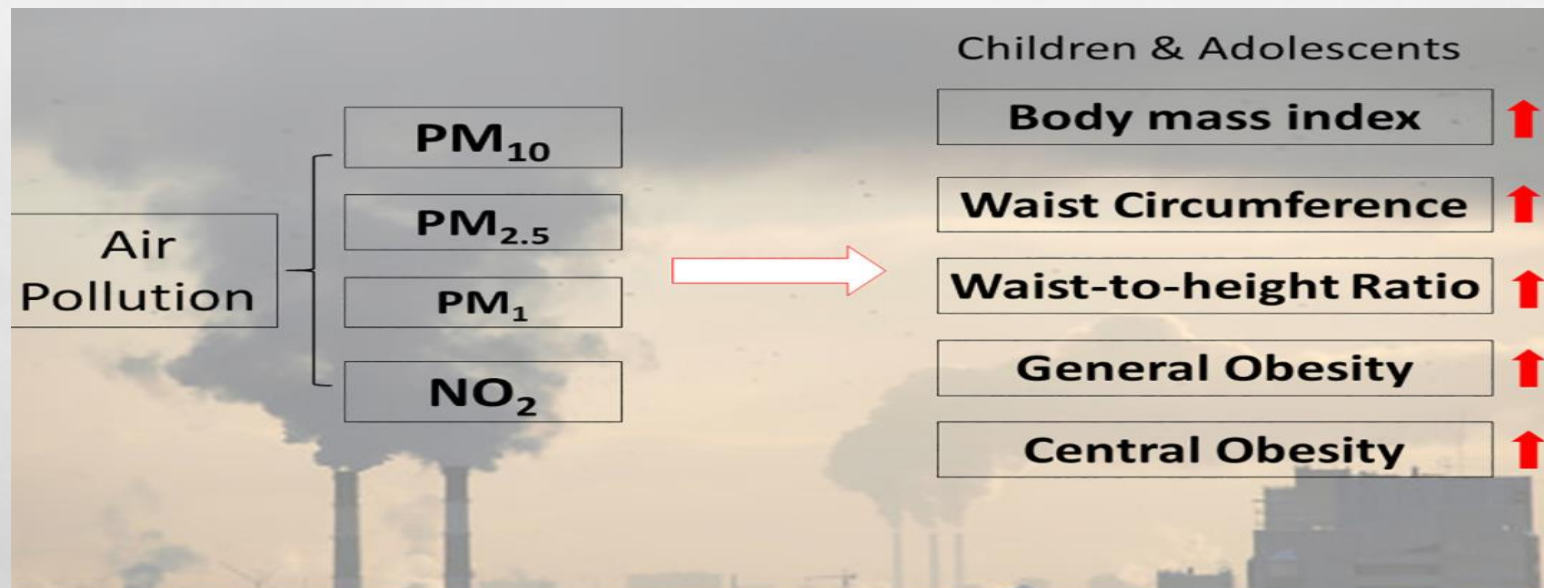 Air
Pollution
PM₁₀
PM₂.₅
PM₁
NO₂
Children & Adolescents
Body mass index
Waist Circumference
Waist-to-height Ratio
General Obesity
Central Obesity